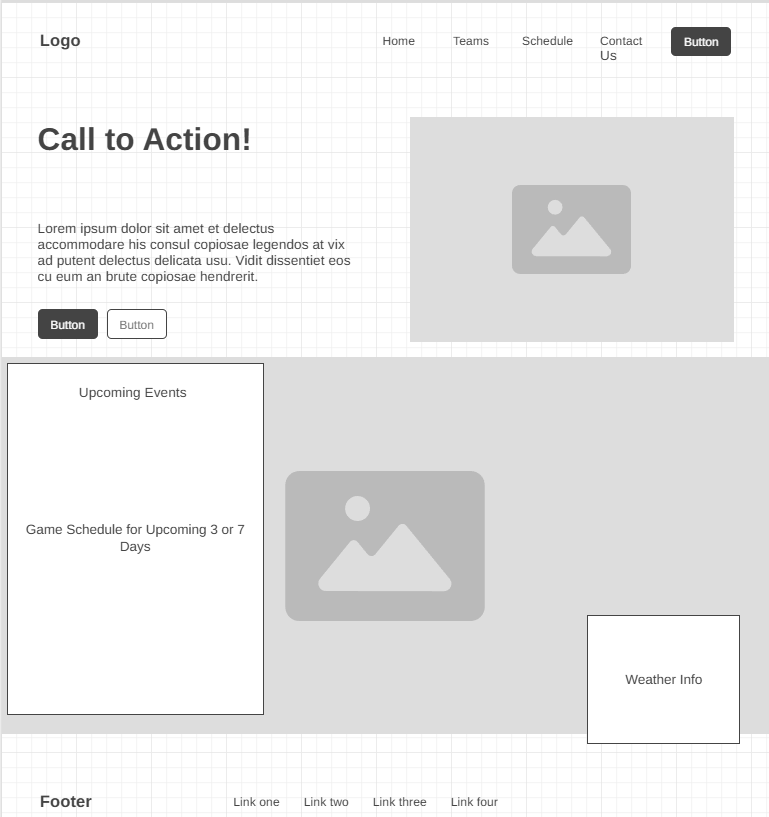 Logo
Home
Teams
Schedule
Contact
Us
Button
Call to Action!
Lorem ipsum dolor sit amet et delectus
accommodare his consul copiosae legendos at vix
ad putent delectus delicata usu. Vidit dissentiet eos
cu eum an brute copiosae hendrerit.
Button
Button
Upcoming Events
Game Schedule for Upcoming 3 or 7
Days
Weather Info
Footer
Link one
Link two
Link three
Link four